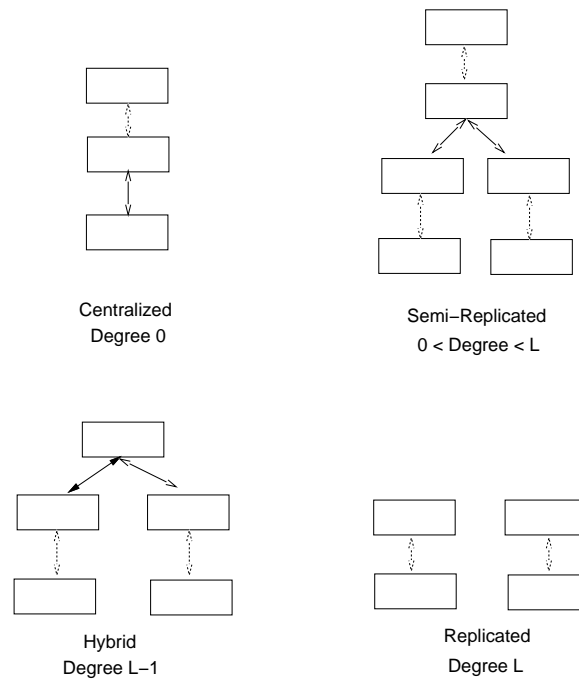 Centralized
Degree 0
Semi−Replicated
0 < Degree < L
Hybrid
Degree L−1
Replicated
Degree L